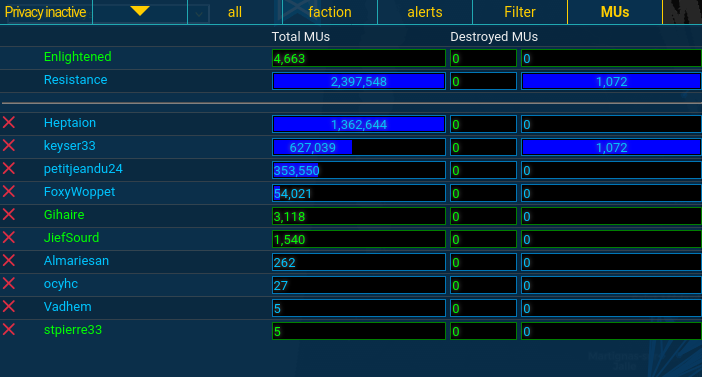 Privacy inactive all faction alerts Filter MUs
Total MUs Destroyed MUs
Enlightened 4,663 0 0
Resistance 2,397,548 0 1,072
Heptaion 1,362,644 0 0
keyser33 627,039 0 1,072
petitjeandu24 353,550 0 0
FoxyWoppet 54,021 0 0
Gihaire 3,118 0 0
JiefSourd 1,540 0 0
Almariesan 262 0 0
ocyhc 27 0 0
Vadhem 5 0 0
stpierre33 5 0 0